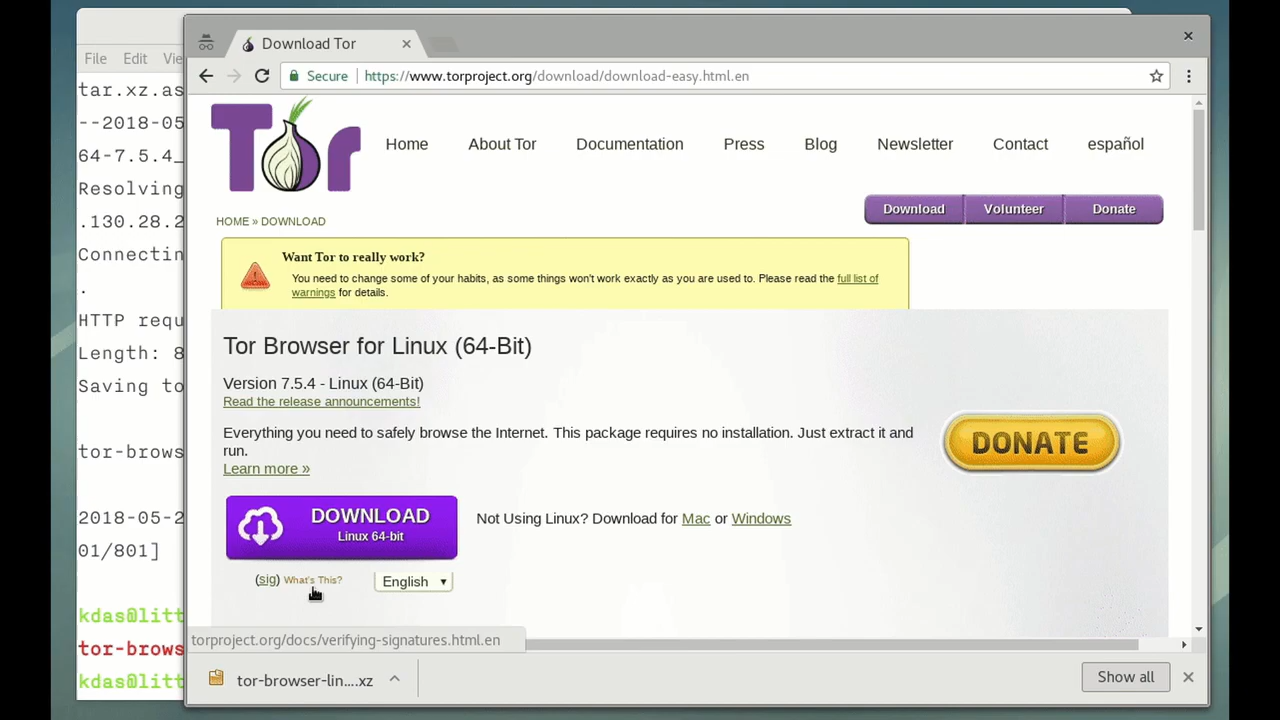 Download Tor
File Edit Vie
Secure https://www.torproject.org/download/download-easy.html.en
tar.xz.as
--2018-05
64-7.5.4_
Resolving
.130.28.2
Connectin
.
HTTP requ
Length: 8
Saving to
tor-brows
2018-05-2
01/801]
kdas@litt
tor-brows
kdas@litt
Tor
Home About Tor Documentation Press Blog Newsletter Contact español
Download Volunteer Donate
HOME » DOWNLOAD
Want Tor to really work?
You need to change some of your habits, as some things won't work exactly as you are used to. Please read the full list of
warnings for details.
Tor Browser for Linux (64-Bit)
Version 7.5.4 - Linux (64-Bit)
Read the release announcements!
Everything you need to safely browse the Internet. This package requires no installation. Just extract it and
run.
Learn more »
DONATE
DOWNLOAD
Linux 64-bit
Not Using Linux? Download for Mac or Windows
(sig) What's This? English
torproject.org/docs/verifying-signatures.html.en
tor-browser-lin....xz
Show all